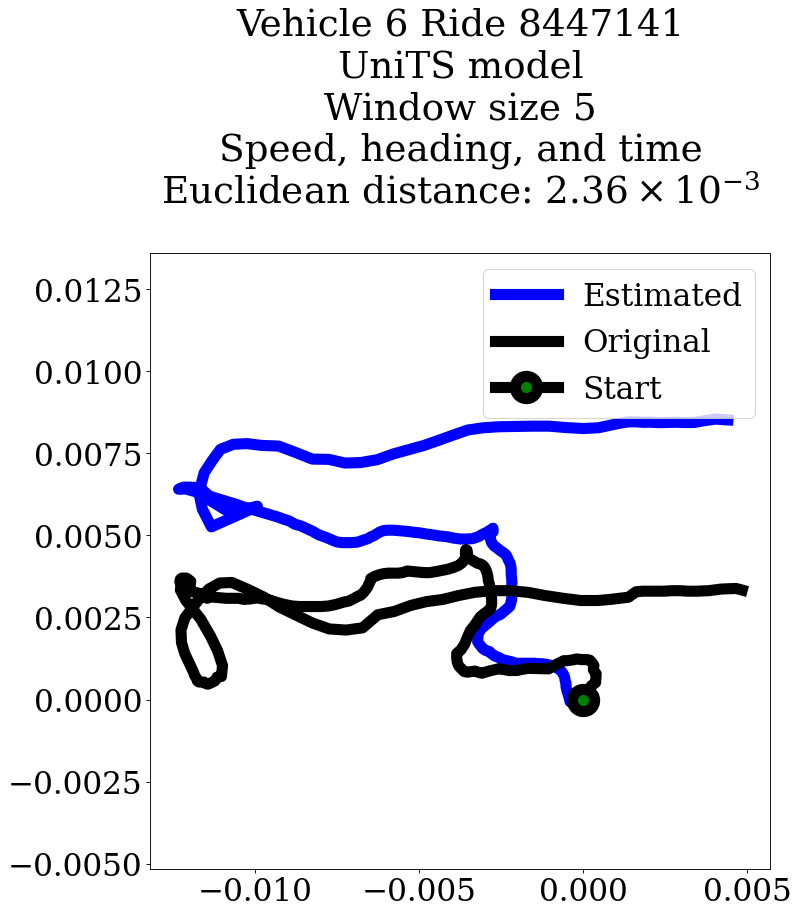 Vehicle 6 Ride 8447141
UniTS model
Window size 5
Speed, heading, and time
Euclidean distance: 2.36 × 10⁻³
Estimated
Original
Start
0.0125
0.0100
0.0075
0.0050
0.0025
0.0000
−0.0025
−0.0050
−0.010 −0.005 0.000 0.005